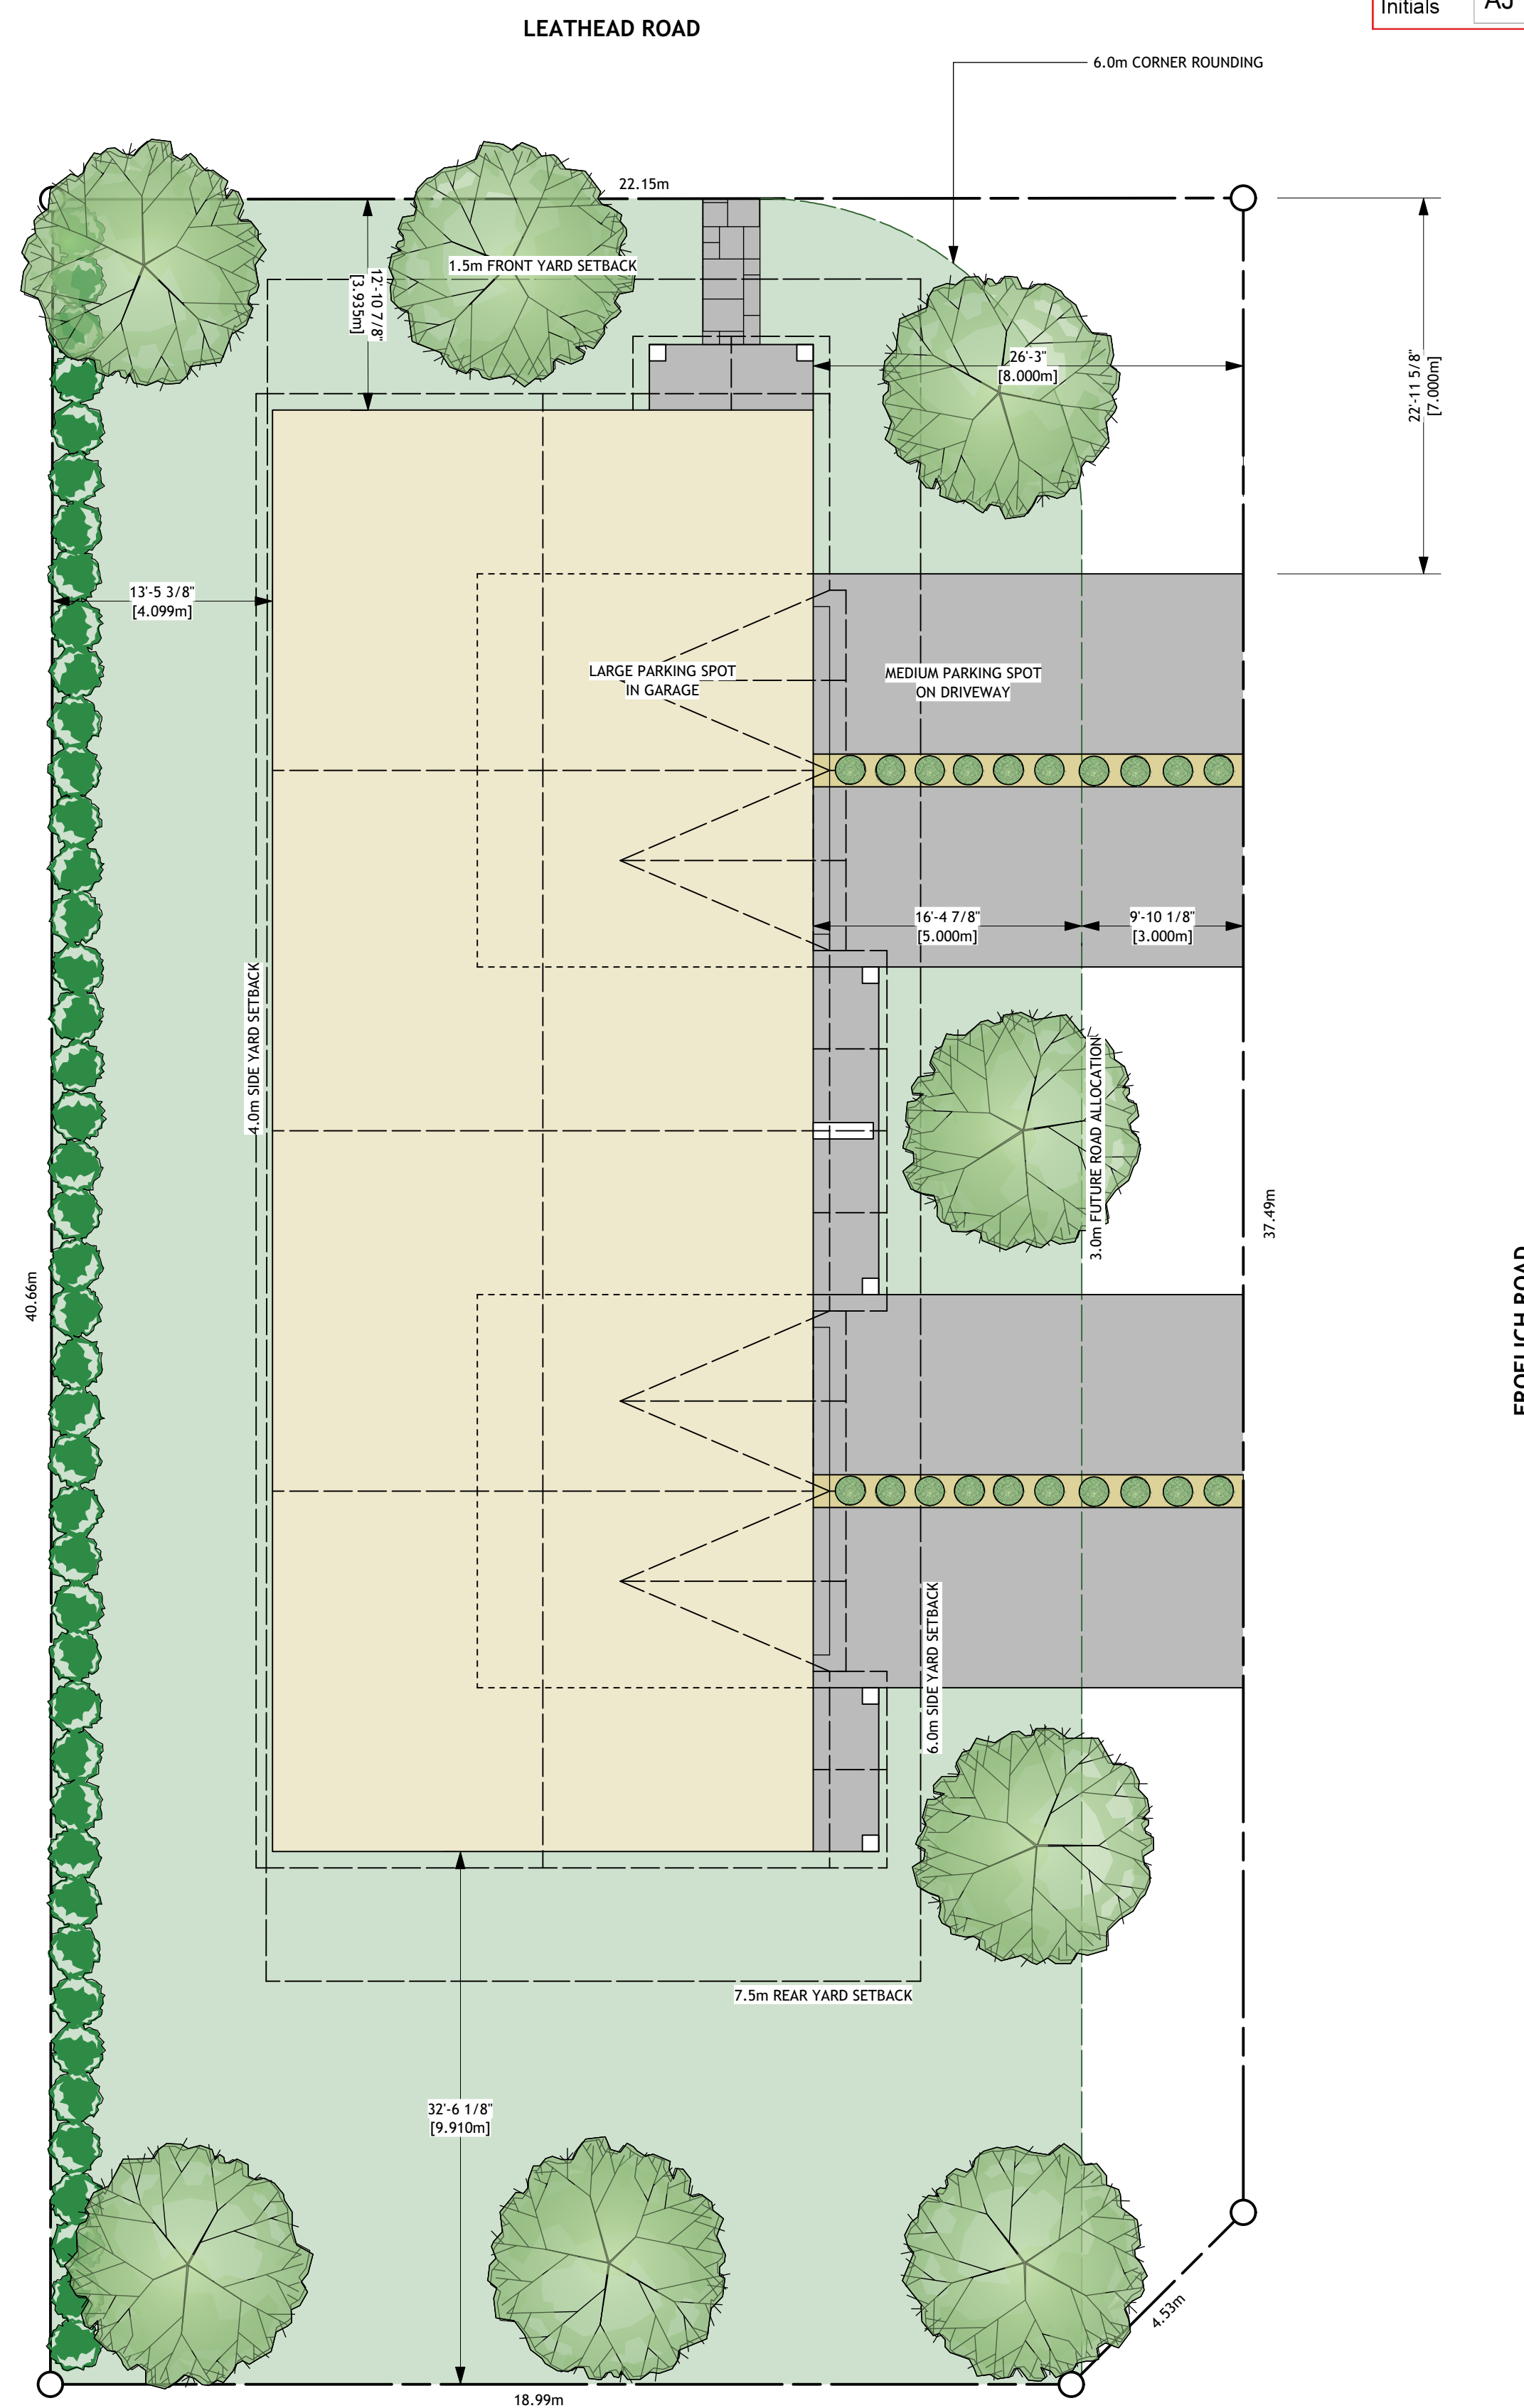 Initials
AJ
LEATHEAD ROAD
6.0m CORNER ROUNDING
22.15m
1.5m FRONT YARD SETBACK
12'-10 7/8"
[3.935m]
26'-3"
[8.000m]
22'-11 5/8"
[7.000m]
13'-5 3/8"
[4.099m]
LARGE PARKING SPOT
IN GARAGE
MEDIUM PARKING SPOT
ON DRIVEWAY
16'-4 7/8"
[5.000m]
9'-10 1/8"
[3.000m]
4.0m SIDE YARD SETBACK
3.0m FUTURE ROAD ALLOCATION
37.49m
40.66m
FROELICH ROAD
6.0m SIDE YARD SETBACK
7.5m REAR YARD SETBACK
32'-6 1/8"
[9.910m]
4.53m
18.99m